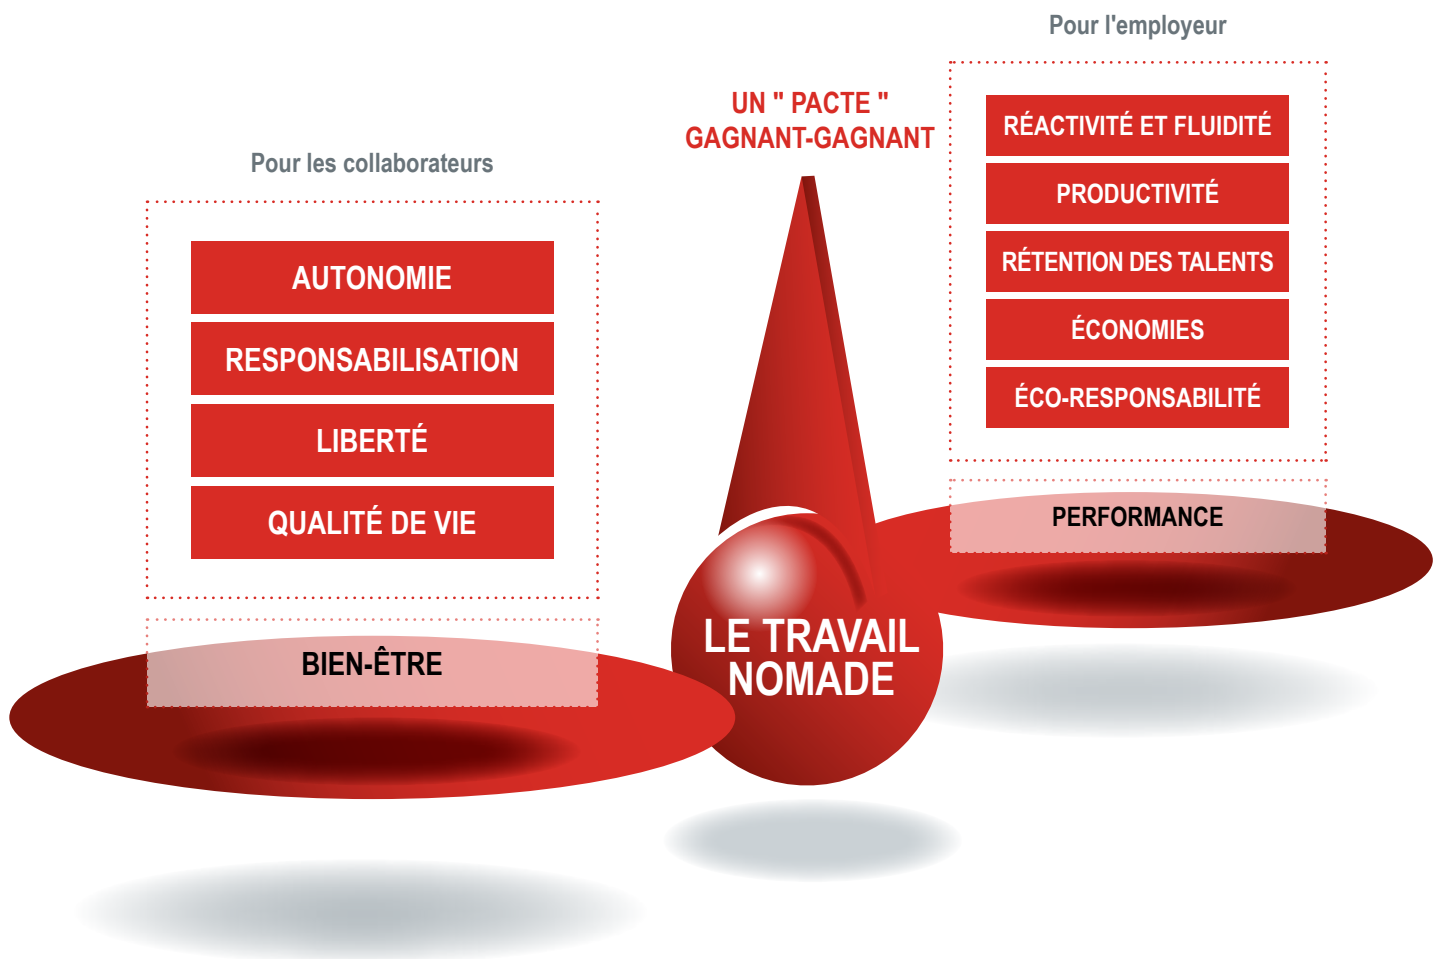 Pour l'employeur
UN " PACTE "
GAGNANT-GAGNANT
RÉACTIVITÉ ET FLUIDITÉ
PRODUCTIVITÉ
RÉTENTION DES TALENTS
ÉCONOMIES
ÉCO-RESPONSABILITÉ
PERFORMANCE
Pour les collaborateurs
AUTONOMIE
RESPONSABILISATION
LIBERTÉ
QUALITÉ DE VIE
BIEN-ÊTRE
LE TRAVAIL
NOMADE